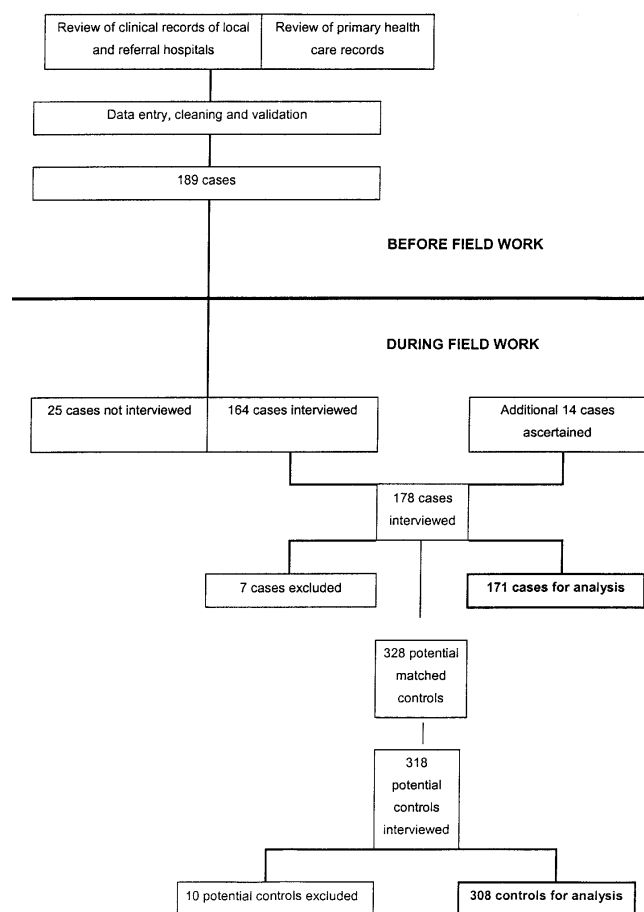 Review of clinical records of local
and referral hospitals
Review of primary health
care records
Data entry, cleaning and validation
189 cases
BEFORE FIELD WORK
DURING FIELD WORK
25 cases not interviewed
164 cases interviewed
Additional 14 cases
ascertained
178 cases
interviewed
7 cases excluded
171 cases for analysis
328 potential
matched
controls
318
potential
controls
interviewed
10 potential controls excluded
308 controls for analysis